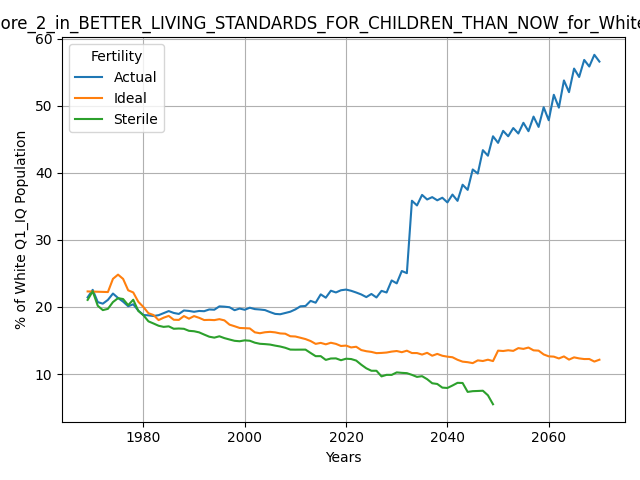 ore_2_in_BETTER_LIVING_STANDARDS_FOR_CHILDREN_THAN_NOW_for_White
Fertility
Actual
Ideal
Sterile
% of White Q1_IQ Population
60
50
40
30
20
10
1980
2000
2020
2040
2060
Years